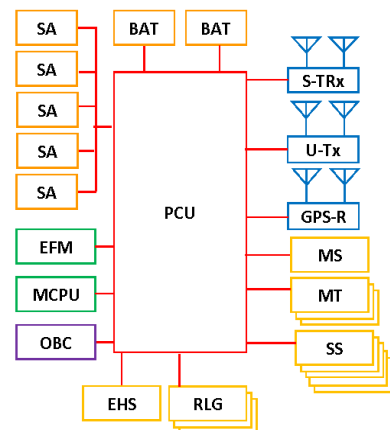 SA
BAT
BAT
SA
S-TRx
SA
SA
U-Tx
SA
PCU
GPS-R
EFM
MS
MCPU
MT
OBC
SS
EHS
RLG